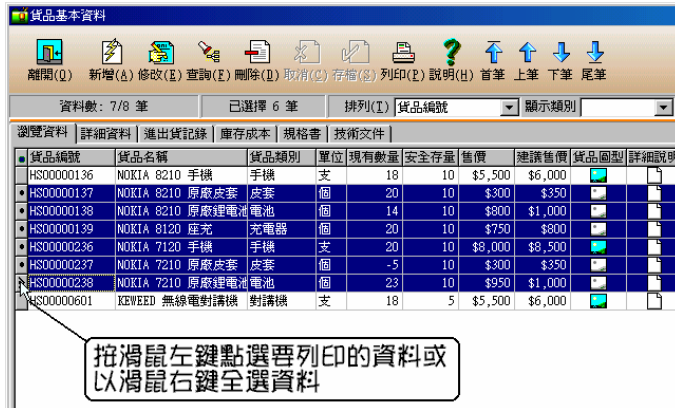 貨品基本資料
離開(Q) 新增(A) 修改(E) 查詢(F) 刪除(D) 取消(C) 存檔(S) 列印(P) 說明(H) 首筆 上筆 下筆 尾筆
資料數: 7/8 筆 已選擇 6 筆 排列(I) 貨品編號 顯示類別
瀏覽資料 詳細資料 進出貨記錄 庫存成本 規格書 技術文件
貨品編號 貨品名稱 貨品類別 單位 現有數量 安全存量 售價 建議售價 貨品圖型 詳細說明
HS00000136 NOKIA 8210 手機 手機 支 18 10 $5,500 $6,000
HS00000137 NOKIA 8210 原廠皮套 皮套 個 20 10 $300 $350
HS00000138 NOKIA 8210 原廠鋰電池 電池 個 14 10 $800 $1,000
HS00000139 NOKIA 8120 座充 充電器 個 20 10 $750 $800
HS00000236 NOKIA 7120 手機 手機 支 20 10 $8,000 $8,500
HS00000237 NOKIA 7210 原廠皮套 皮套 個 -5 10 $300 $350
HS00000238 NOKIA 7210 原廠鋰電池 電池 個 23 10 $950 $1,000
HS00000601 KEWEED 無線電對講機 對講機 支 18 5 $5,500 $6,000
按滑鼠左鍵點選要列印的資料或
以滑鼠右鍵全選資料